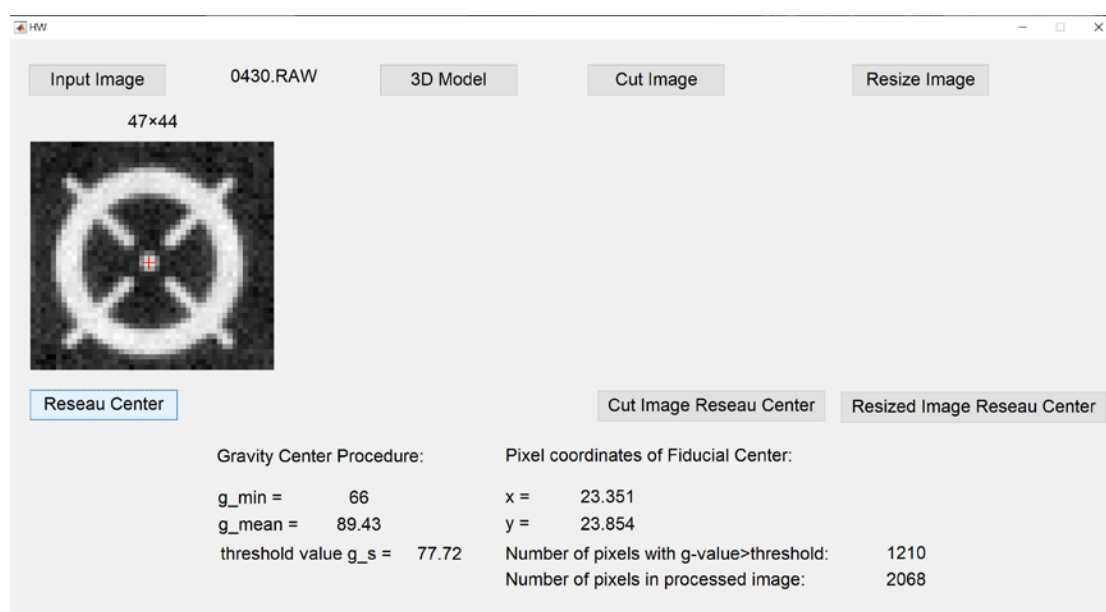 HW
Input Image 0430.RAW 3D Model Cut Image Resize Image
47×44
Reseau Center Cut Image Reseau Center Resized Image Reseau Center
Gravity Center Procedure: Pixel coordinates of Fiducial Center:
g_min = 66 x = 23.351
g_mean = 89.43 y = 23.854
threshold value g_s = 77.72 Number of pixels with g-value>threshold: 1210
Number of pixels in processed image: 2068